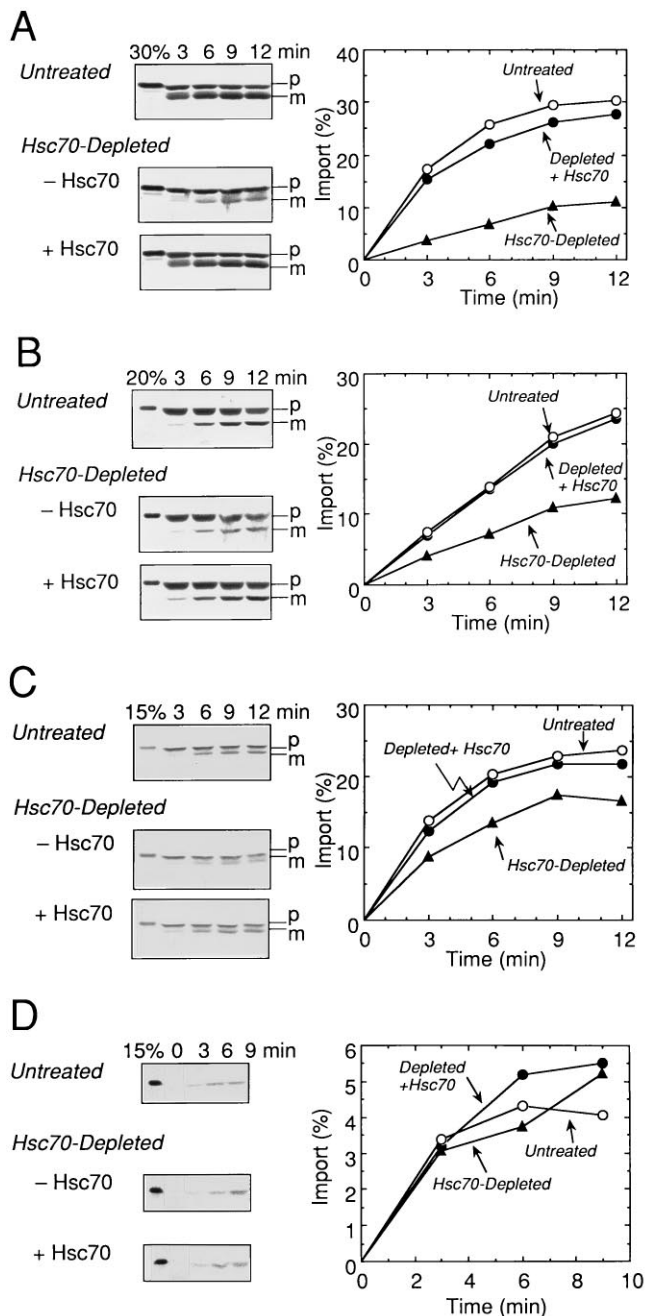 A
30% 3 6 9 12 min
Untreated
p
m
Hsc70-Depleted
– Hsc70
p
m
+ Hsc70
p
m
40
30
20
10
0
Import (%)
Untreated
Depleted
+ Hsc70
Hsc70-Depleted
0 3 6 9 12
Time (min)
B
20% 3 6 9 12 min
Untreated
p
m
Hsc70-Depleted
– Hsc70
p
m
+ Hsc70
p
m
30
20
10
0
Import (%)
Untreated
Depleted
+ Hsc70
Hsc70-Depleted
0 3 6 9 12
Time (min)
C
15% 3 6 9 12 min
Untreated
p
m
Hsc70-Depleted
– Hsc70
p
m
+ Hsc70
p
m
30
20
10
0
Import (%)
Untreated
Depleted+ Hsc70
Hsc70-Depleted
0 3 6 9 12
Time (min)
D
15% 0 3 6 9 min
Untreated
Hsc70-Depleted
– Hsc70
+ Hsc70
6
5
4
3
2
1
0
Import (%)
Depleted
+Hsc70
Untreated
Hsc70-Depleted
0 2 4 6 8 10
Time (min)